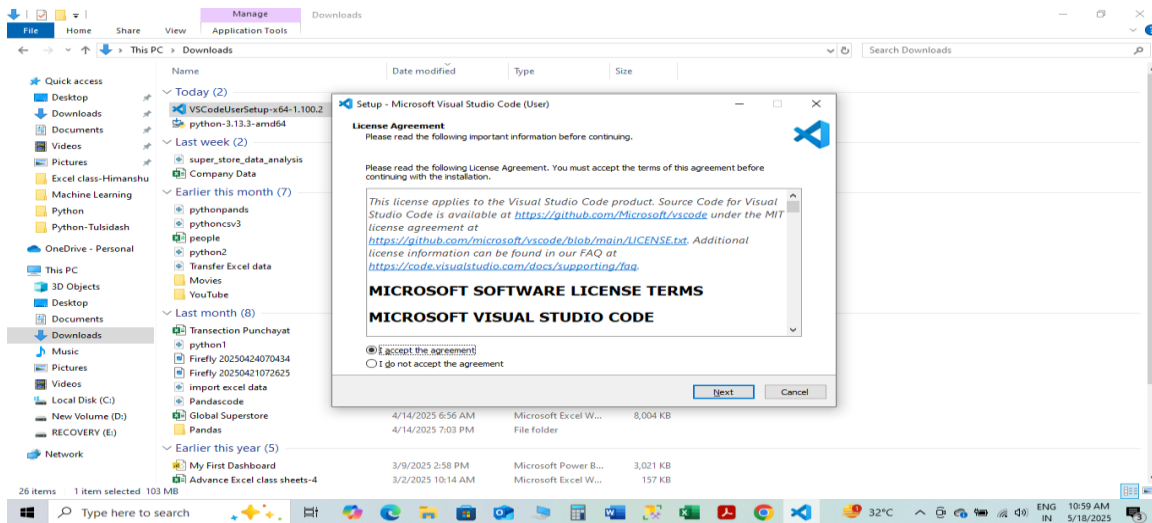 Manage
Downloads
File
Home
Share
View
Application Tools
This PC > Downloads
Search Downloads
Name
Date modified
Type
Size
Quick access
Desktop
Downloads
Documents
Videos
Pictures
Excel class-Himanshu
Machine Learning
Python
Python-Tulsidash
OneDrive - Personal
This PC
3D Objects
Desktop
Documents
Downloads
Music
Pictures
Videos
Local Disk (C:)
New Volume (D:)
RECOVERY (E:)
Network
Today (2)
VSCodeUserSetup-x64-1.100.2
python-3.13.3-amd64
Last week (2)
super_store_data_analysis
Company Data
Earlier this month (7)
pythonpands
pythoncsv3
people
python2
Transfer Excel data
Movies
YouTube
Last month (8)
Transection Punchayat
python1
Firefly 20250424070434
Firefly 20250421072625
import excel data
Pandascode
Global Superstore 4/14/2025 6:56 AM Microsoft Excel W... 8,004 KB
Pandas 4/14/2025 7:03 PM File folder
Earlier this year (5)
My First Dashboard 3/9/2025 2:58 PM Microsoft Power B... 3,021 KB
Advance Excel class sheets-4 3/2/2025 10:14 AM Microsoft Excel W... 157 KB
Setup - Microsoft Visual Studio Code (User)
License Agreement
Please read the following important information before continuing.
Please read the following License Agreement. You must accept the terms of this agreement before
continuing with the installation.
This license applies to the Visual Studio Code product. Source Code for Visual
Studio Code is available at https://github.com/Microsoft/vscode under the MIT
license agreement at
https://github.com/microsoft/vscode/blob/main/LICENSE.txt. Additional
license information can be found in our FAQ at
https://code.visualstudio.com/docs/supporting/faq.
MICROSOFT SOFTWARE LICENSE TERMS
MICROSOFT VISUAL STUDIO CODE
I accept the agreement
I do not accept the agreement
Next
Cancel
26 items 1 item selected 103 MB
Type here to search
32°C
ENG
IN
10:59 AM
5/18/2025
3